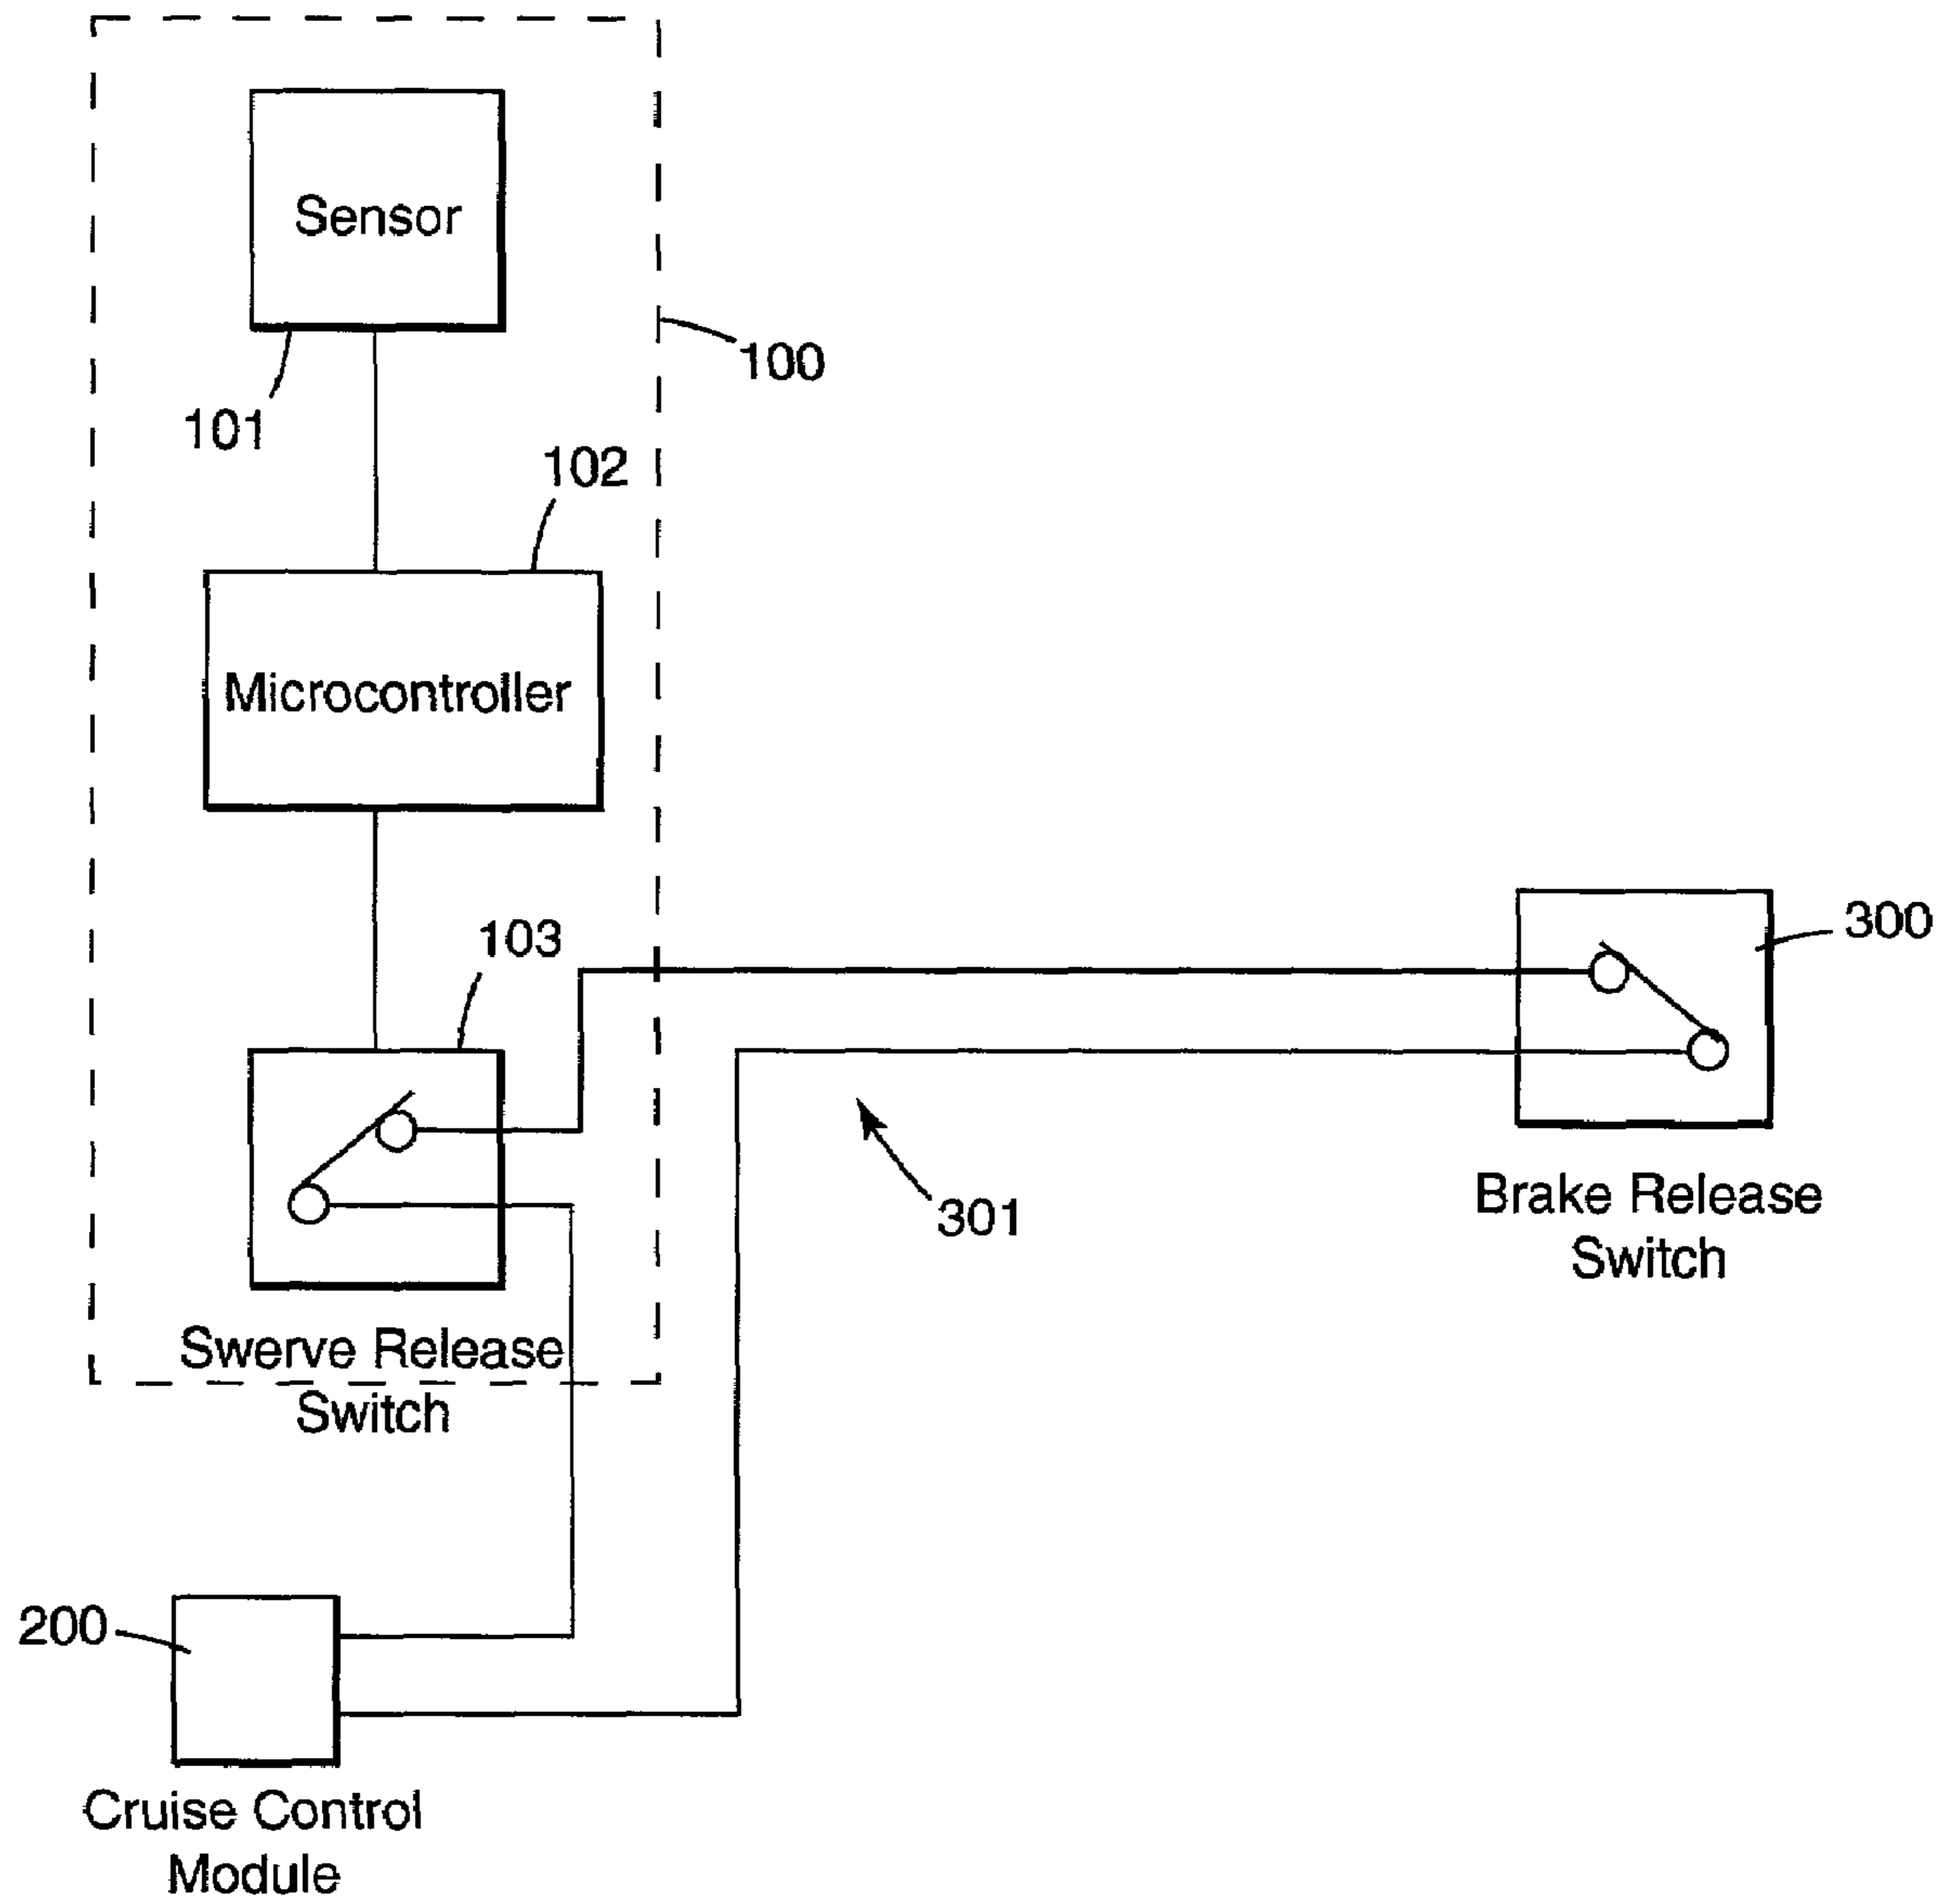 Sensor
100
101
102
Microcontroller
103
300
301
Brake Release
Switch
Swerve Release
Switch
200
Cruise Control
Module